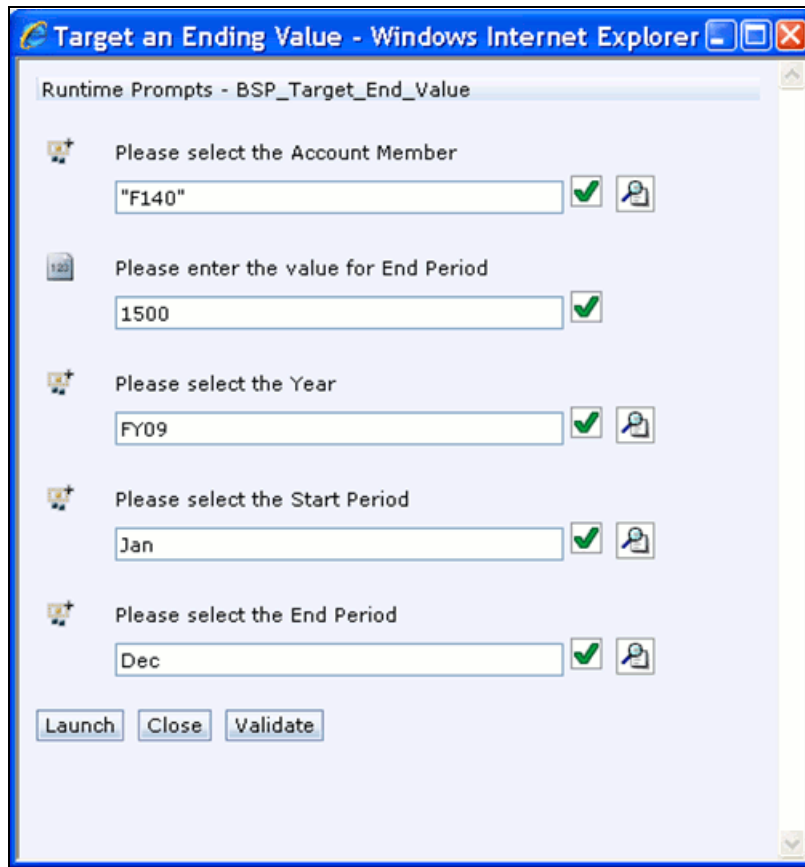 Target an Ending Value - Windows Internet Explorer
Runtime Prompts - BSP_Target_End_Value
Please select the Account Member
"F140"
123
Please enter the value for End Period
1500
Please select the Year
FY09
Please select the Start Period
Jan
Please select the End Period
Dec
Launch Close Validate